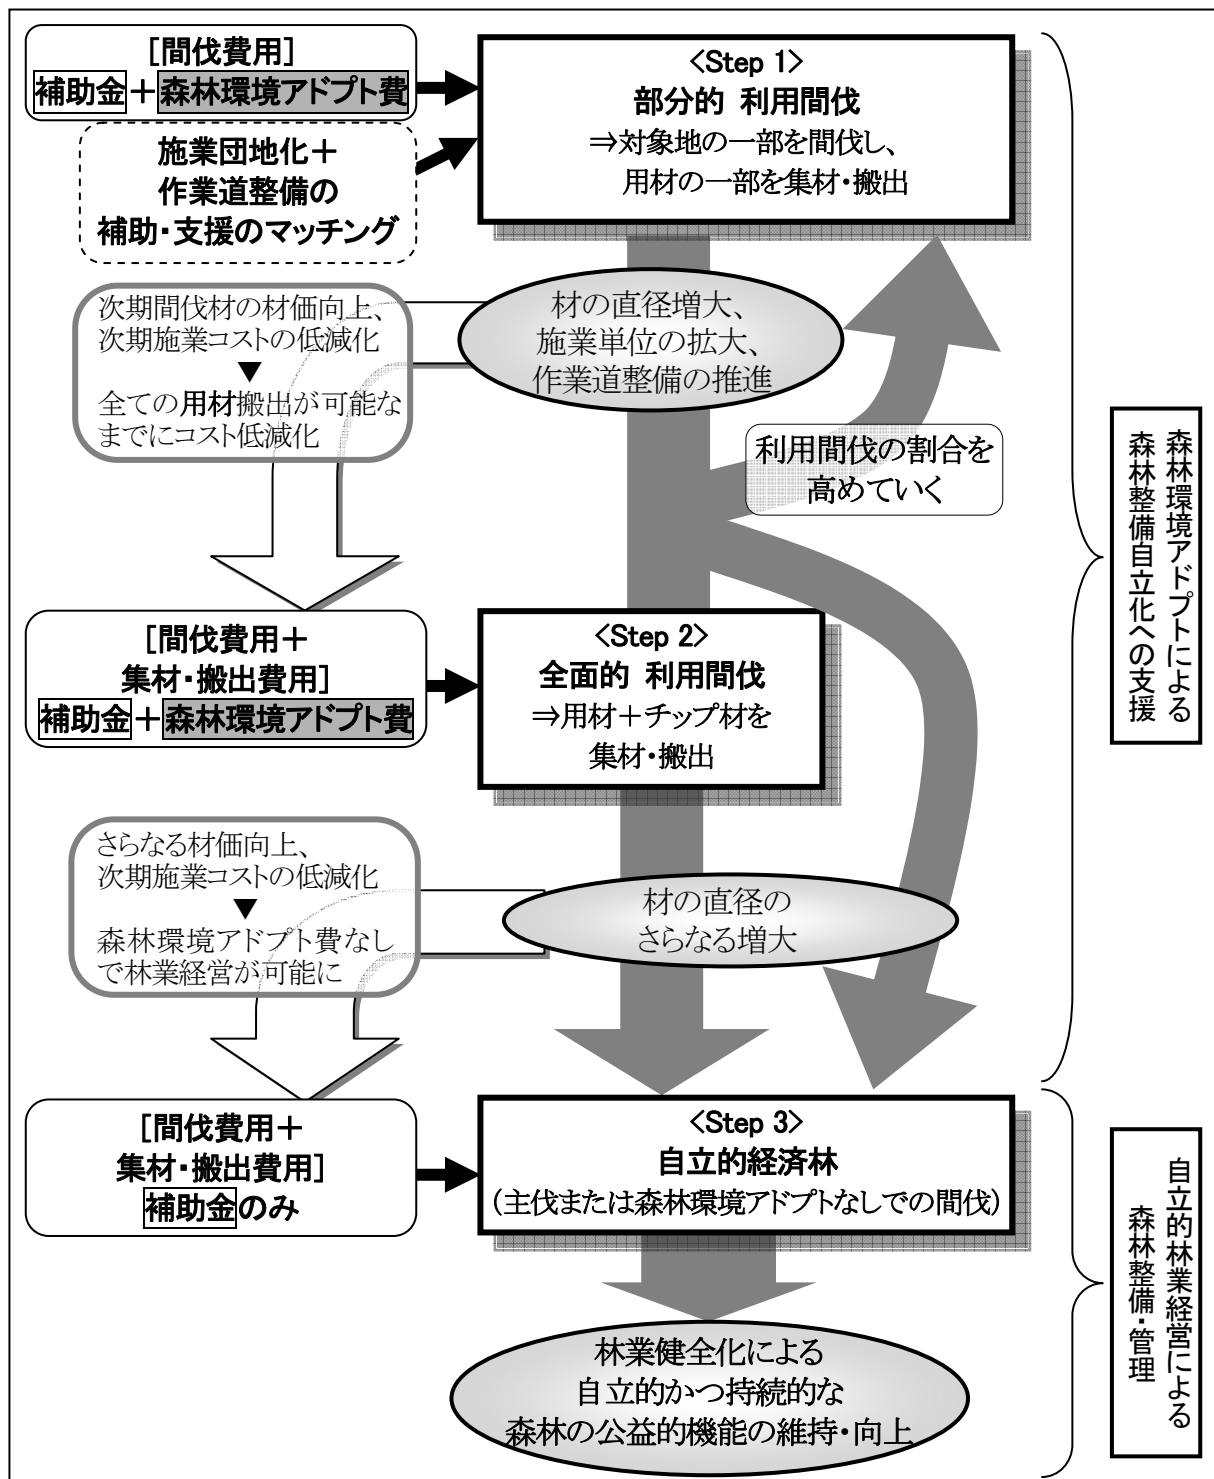 [間伐費用]
補助金＋森林環境アドプト費
施業団地化＋
作業道整備の
補助・支援のマッチング
<Step 1>
部分的 利用間伐
⇒対象地の一部を間伐し、
用材の一部を集材・搬出
次期間伐材の材価向上、
次期施業コストの低減化
▼
全ての用材搬出が可能な
までにコスト低減化
材の直径増大、
施業単位の拡大、
作業道整備の推進
利用間伐の割合を
高めていく
[間伐費用＋
集材・搬出費用]
補助金＋森林環境アドプト費
<Step 2>
全面的 利用間伐
⇒用材＋チップ材を
集材・搬出
さらなる材価向上、
次期施業コストの低減化
▼
森林環境アドプト費なし
で林業経営が可能に
材の直径の
さらなる増大
[間伐費用＋
集材・搬出費用]
補助金のみ
<Step 3>
自立的経済林
（主伐または森林環境アドプトなしでの間伐）
林業健全化による
自立的かつ持続的な
森林の公益的機能の維持・向上
森林環境アドプトによる
森林整備自立化への支援
自立的林業経営による
森林整備・管理